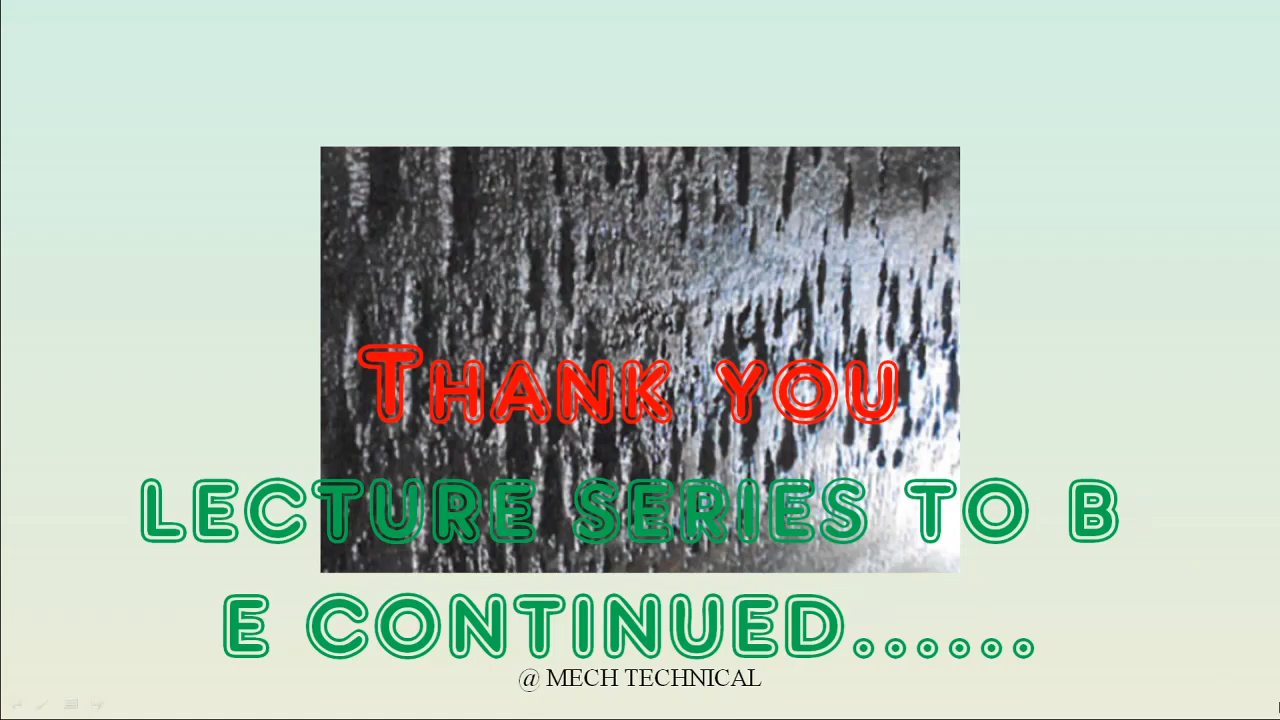 Thank you
LECTURE SERIES TO B
E CONTINUED......
@ MECH TECHNICAL